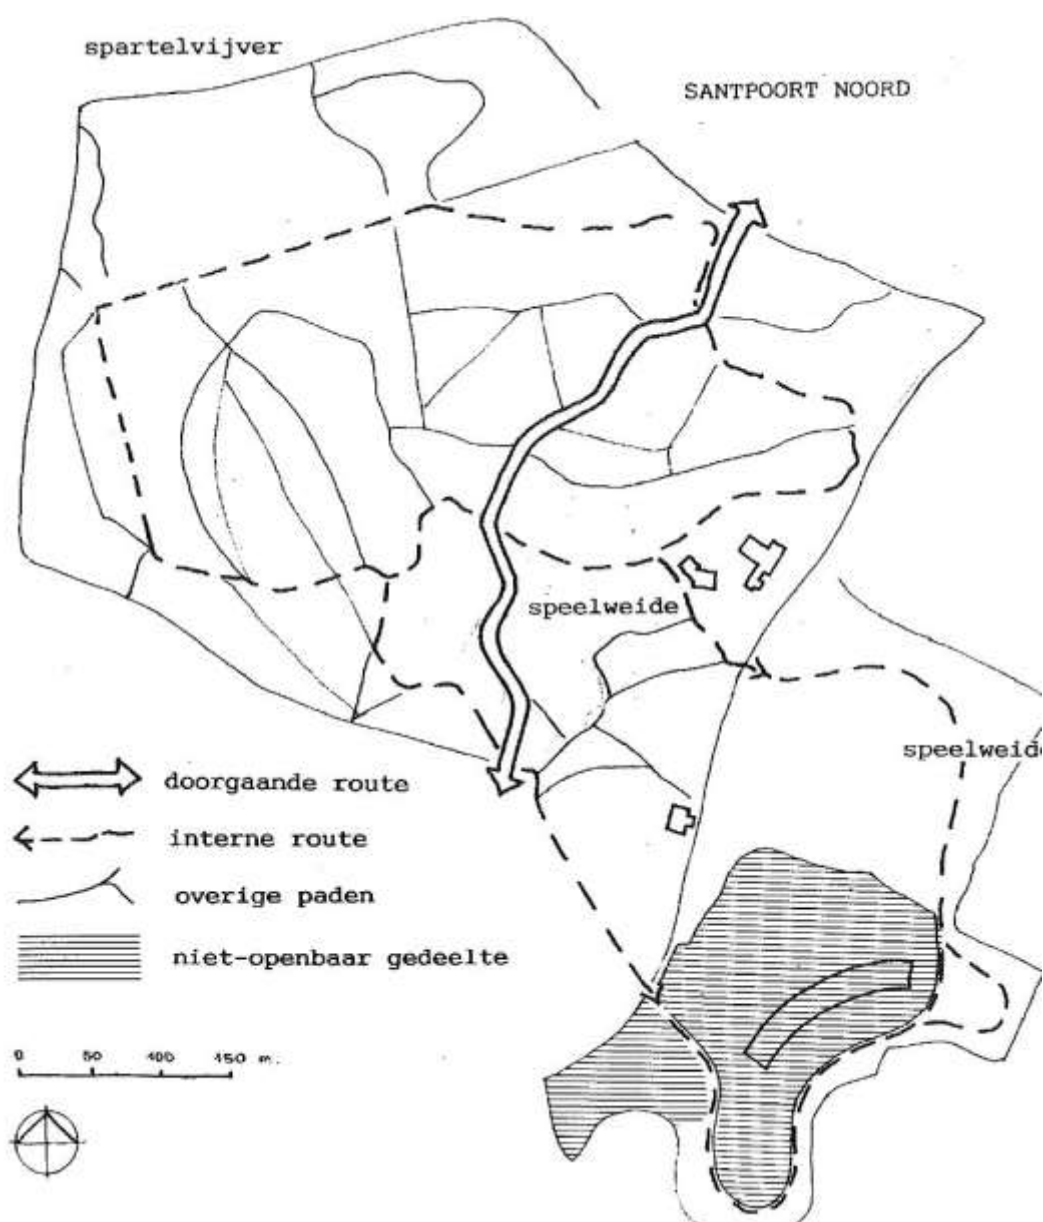 spartelvijver
SANTPOORT NOORD
speelweide
speelweide
doorgaande route
interne route
overige paden
niet-openbaar gedeelte
0 50 100 150 m.